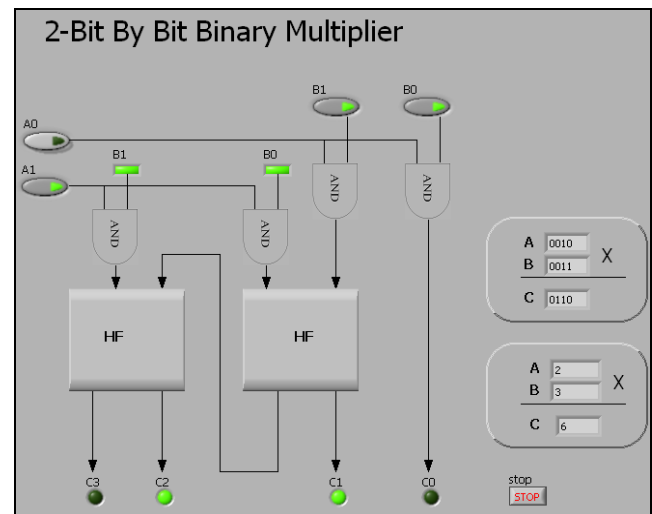 2-Bit By Bit Binary Multiplier
B1
B0
A0
A1
B1
B0
AND
AND
AND
AND
HF
HF
A 0010
B 0011
X
C 0110
A 2
B 3
X
C 6
C3
C2
C1
C0
stop
STOP